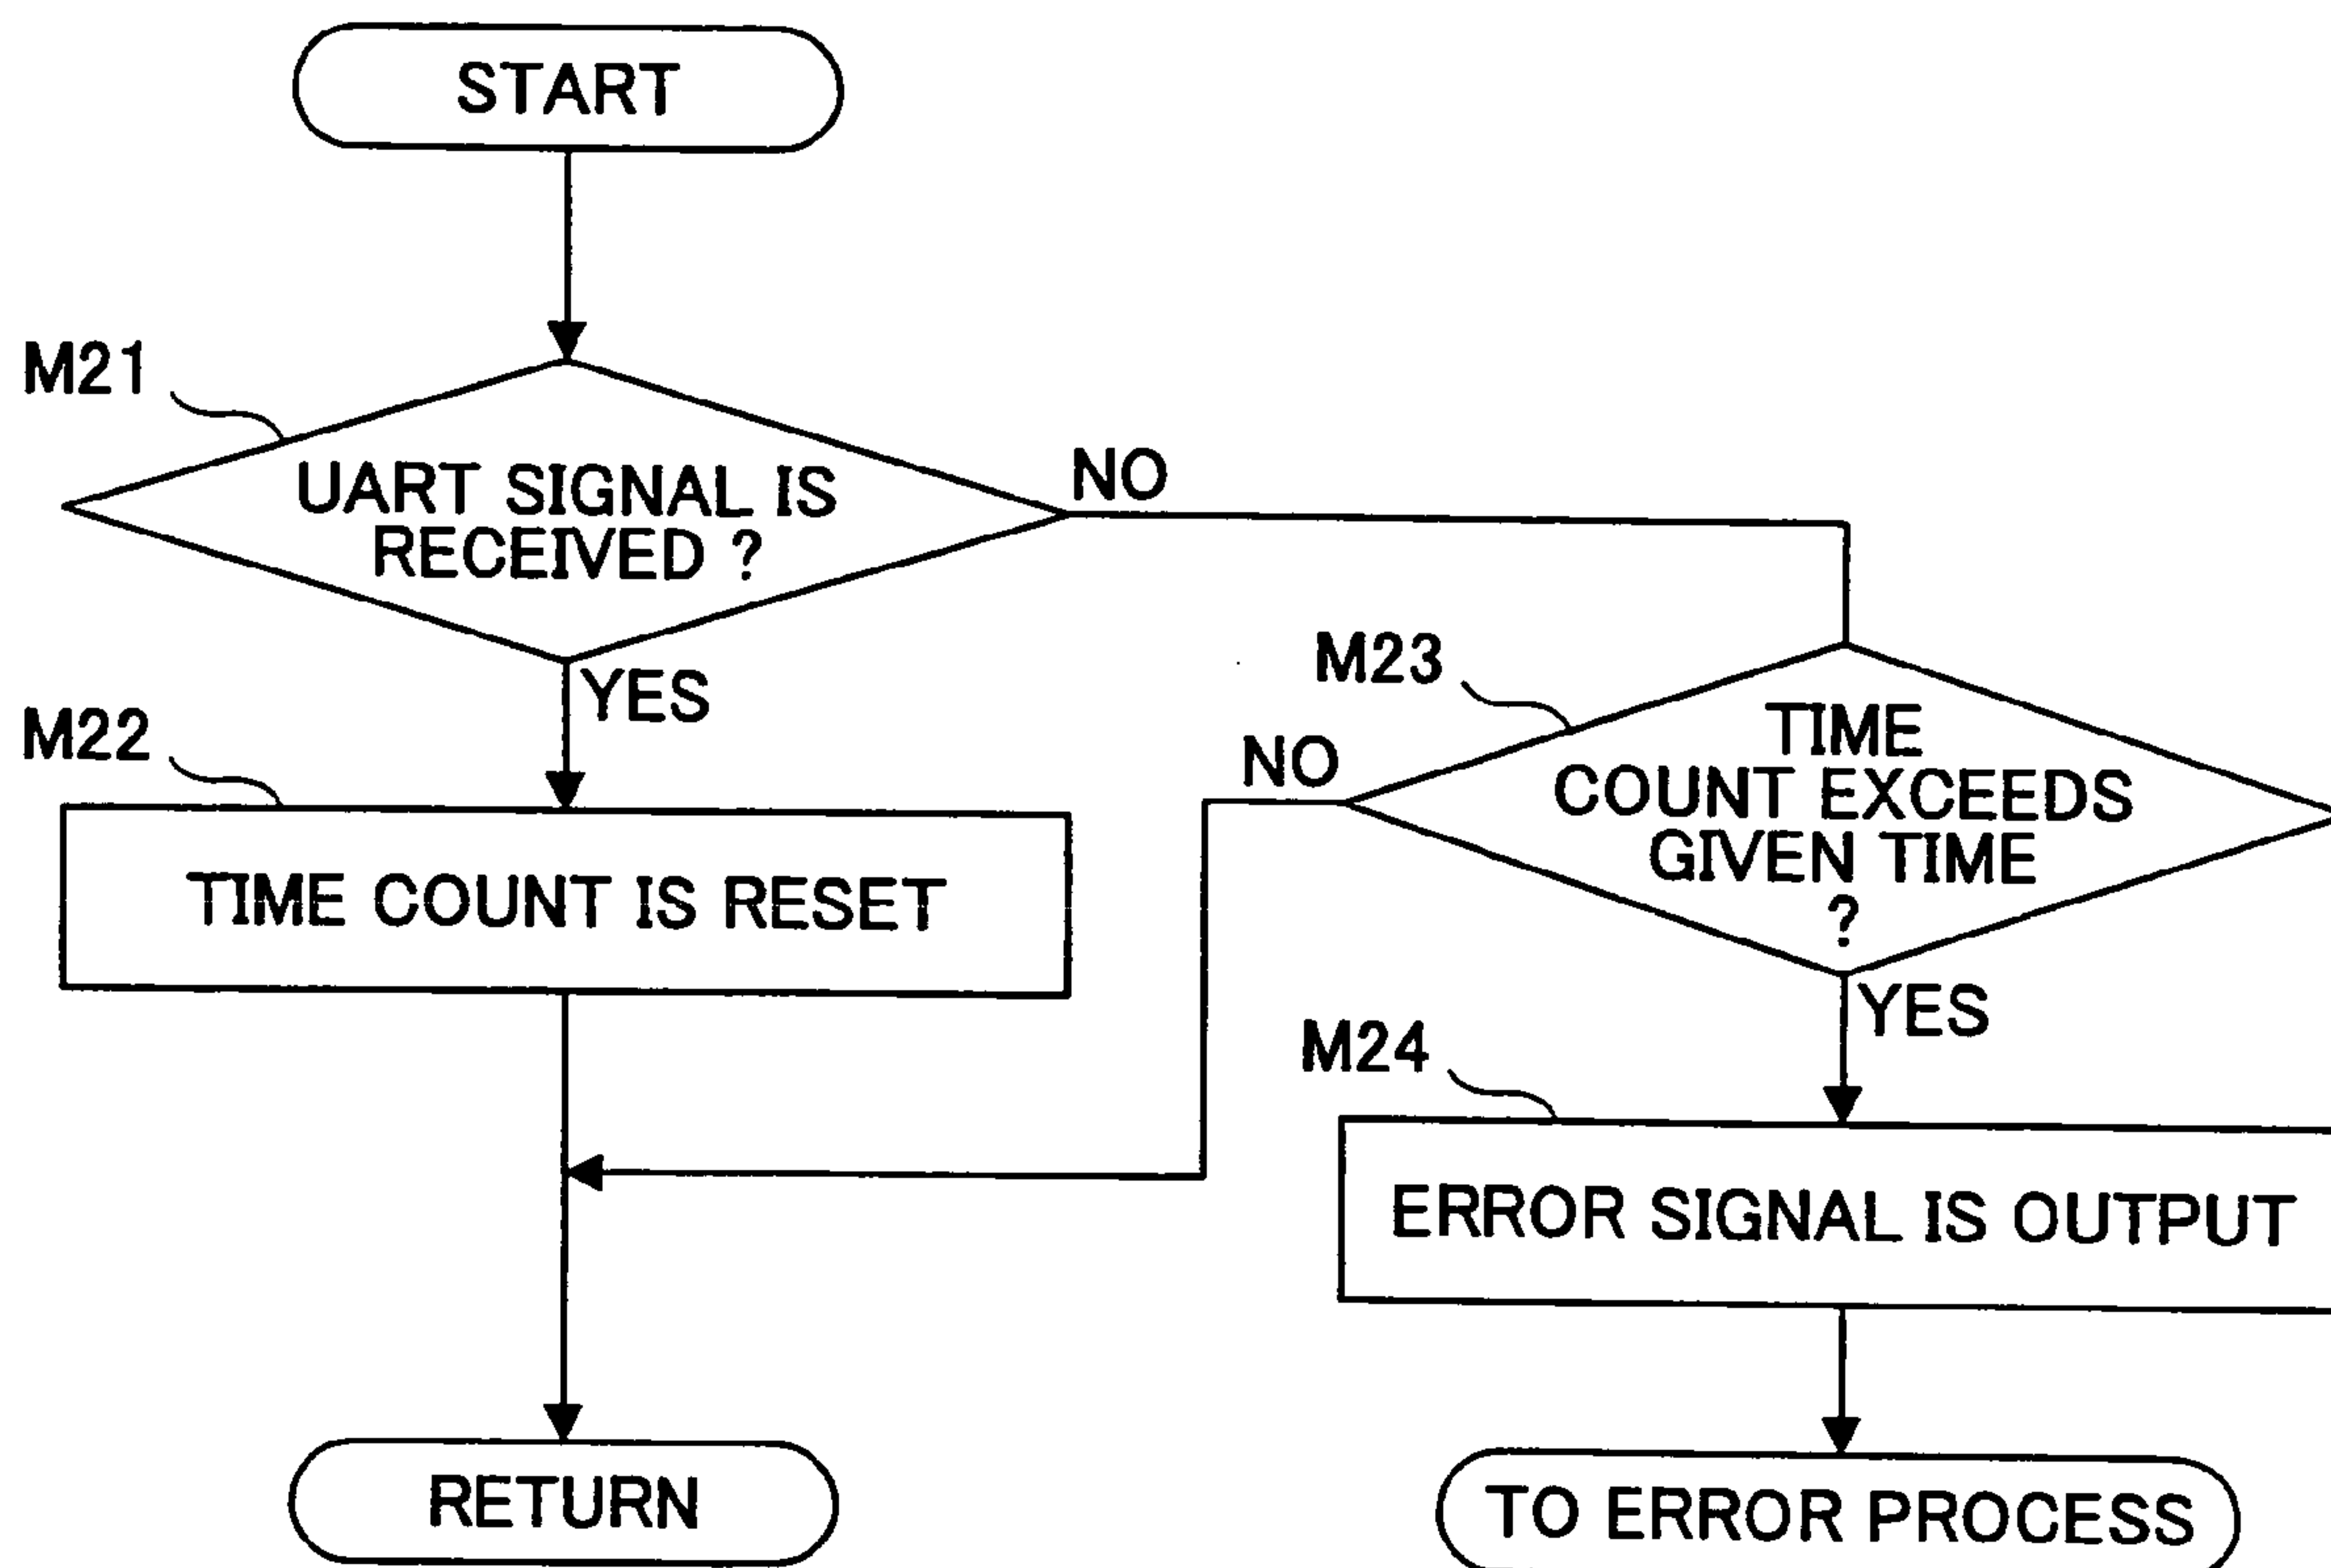 START
M21
UART SIGNAL IS
RECEIVED ?
NO
YES
M22
TIME COUNT IS RESET
M23
TIME
COUNT EXCEEDS
GIVEN TIME
?
NO
YES
M24
ERROR SIGNAL IS OUTPUT
RETURN
TO ERROR PROCESS